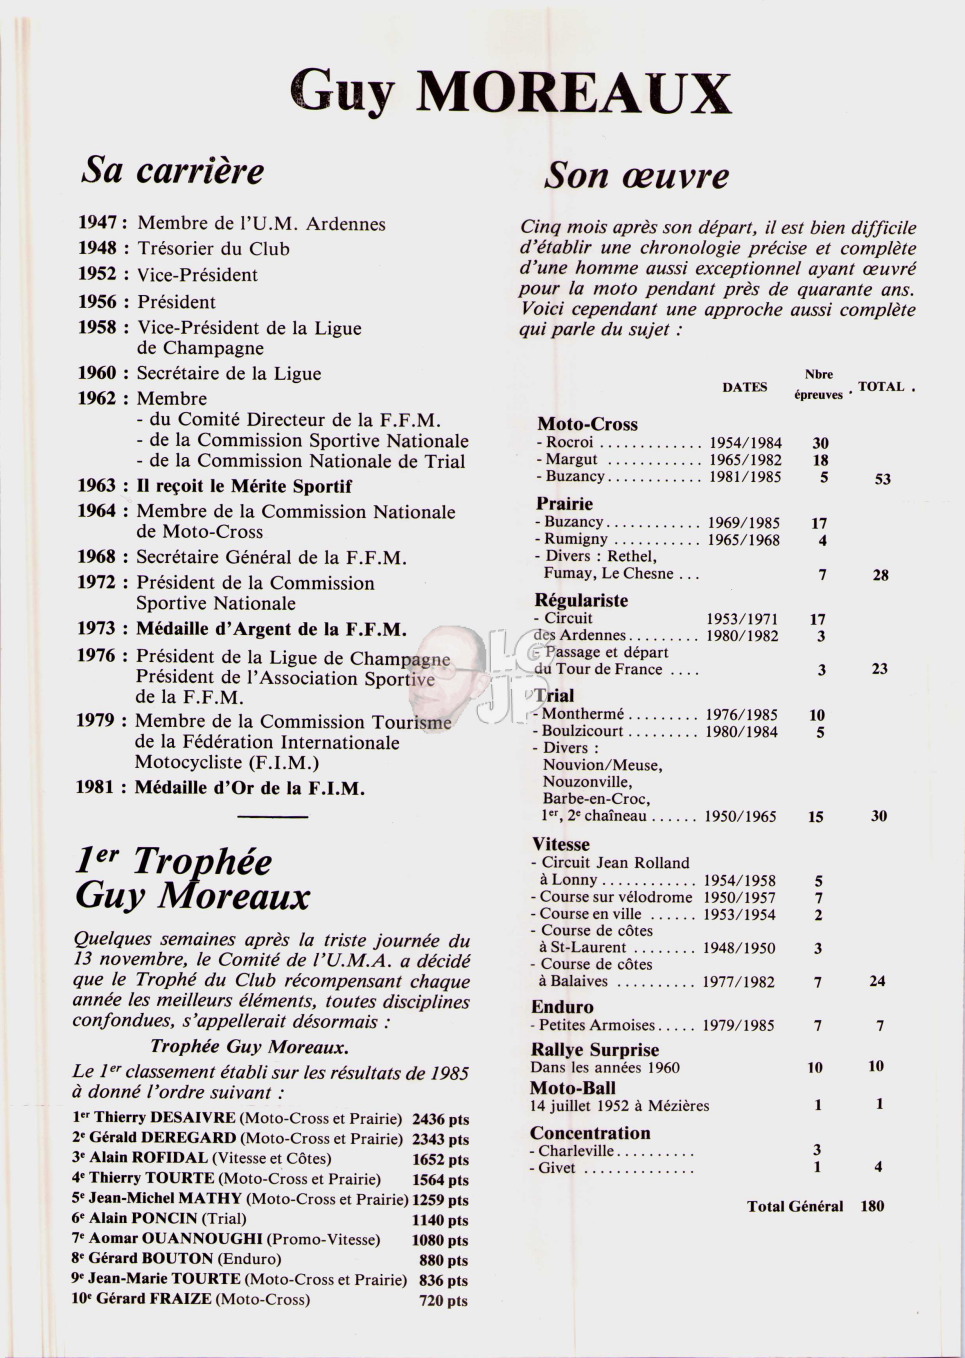 Guy MOREAUX
Sa carrière
1947 : Membre de l'U.M. Ardennes
1948 : Trésorier du Club
1952 : Vice-Président
1956 : Président
1958 : Vice-Président de la Ligue
de Champagne
1960 : Secrétaire de la Ligue
1962 : Membre
- du Comité Directeur de la F.F.M.
- de la Commission Sportive Nationale
- de la Commission Nationale de Trial
1963 : Il reçoit le Mérite Sportif
1964 : Membre de la Commission Nationale
de Moto-Cross
1968 : Secrétaire Général de la F.F.M.
1972 : Président de la Commission
Sportive Nationale
1973 : Médaille d'Argent de la F.F.M.
1976 : Président de la Ligue de Champagne
Président de l'Association Sportive
de la F.F.M.
1979 : Membre de la Commission Tourisme
de la Fédération Internationale
Motocycliste (F.I.M.)
1981 : Médaille d'Or de la F.I.M.
1er Trophée
Guy Moreaux
Quelques semaines après la triste journée du
13 novembre, le Comité de l'U.M.A. a décidé
que le Trophé du Club récompensant chaque
année les meilleurs éléments, toutes disciplines
confondues, s'appellerait désormais :
Trophée Guy Moreaux.
Le 1er classement établi sur les résultats de 1985
à donné l'ordre suivant :
1er Thierry DESAIVRE (Moto-Cross et Prairie) 2436 pts
2e Gérald DEREGARD (Moto-Cross et Prairie) 2343 pts
3e Alain ROFIDAL (Vitesse et Côtes) 1652 pts
4e Thierry TOURTE (Moto-Cross et Prairie) 1564 pts
5e Jean-Michel MATHY (Moto-Cross et Prairie) 1259 pts
6e Alain PONCIN (Trial) 1140 pts
7e Aomar OUANNOUGHI (Promo-Vitesse) 1080 pts
8e Gérard BOUTON (Enduro) 880 pts
9e Jean-Marie TOURTE (Moto-Cross et Prairie) 836 pts
10e Gérard FRAIZE (Moto-Cross) 720 pts
Son œuvre
Cinq mois après son départ, il est bien difficile
d'établir une chronologie précise et complète
d'une homme aussi exceptionnel ayant œuvré
pour la moto pendant près de quarante ans.
Voici cependant une approche aussi complète
qui parle du sujet :
DATES Nbre épreuves . TOTAL .
Moto-Cross
- Rocroi ............. 1954/1984 30
- Margut ............ 1965/1982 18
- Buzancy............ 1981/1985 5 53
Prairie
- Buzancy............ 1969/1985 17
- Rumigny ........... 1965/1968 4
- Divers : Rethel,
Fumay, Le Chesne ... 7 28
Régulariste
- Circuit 1953/1971 17
des Ardennes......... 1980/1982 3
- Passage et départ
du Tour de France .... 3 23
Trial
- Monthermé......... 1976/1985 10
- Boulzicourt ......... 1980/1984 5
- Divers :
Nouvion/Meuse,
Nouzonville,
Barbe-en-Croc,
1er, 2e chaîneau ...... 1950/1965 15 30
Vitesse
- Circuit Jean Rolland
à Lonny............ 1954/1958 5
- Course sur vélodrome 1950/1957 7
- Course en ville ...... 1953/1954 2
- Course de côtes
à St-Laurent ........ 1948/1950 3
- Course de côtes
à Balaives .......... 1977/1982 7 24
Enduro
- Petites Armoises..... 1979/1985 7 7
Rallye Surprise
Dans les années 1960 10 10
Moto-Ball
14 juillet 1952 à Mézières 1 1
Concentration
- Charleville.......... 3
- Givet .............. 1 4
Total Général 180
LG
JP